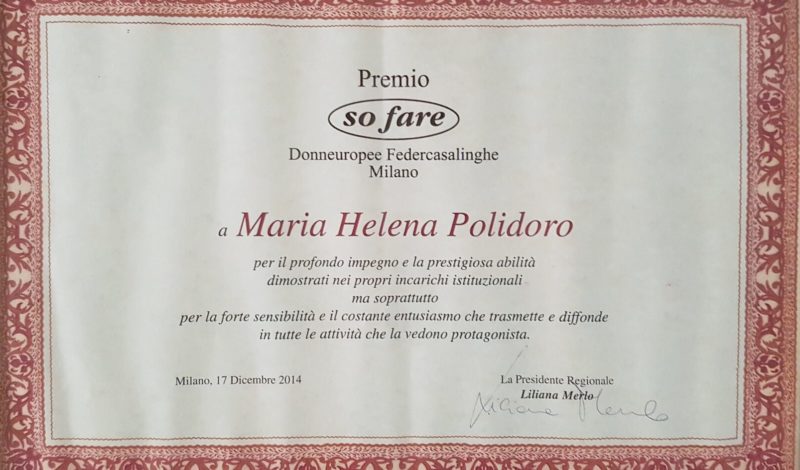 Premio
so fare
Donneuropee Federcasalinghe
Milano
a Maria Helena Polidoro
per il profondo impegno e la prestigiosa abilità
dimostrati nei propri incarichi istituzionali
ma soprattutto
per la forte sensibilità e il costante entusiasmo che trasmette e diffonde
in tutte le attività che la vedono protagonista.
Milano, 17 Dicembre 2014
La Presidente Regionale
Liliana Merlo
Liliana Merlo